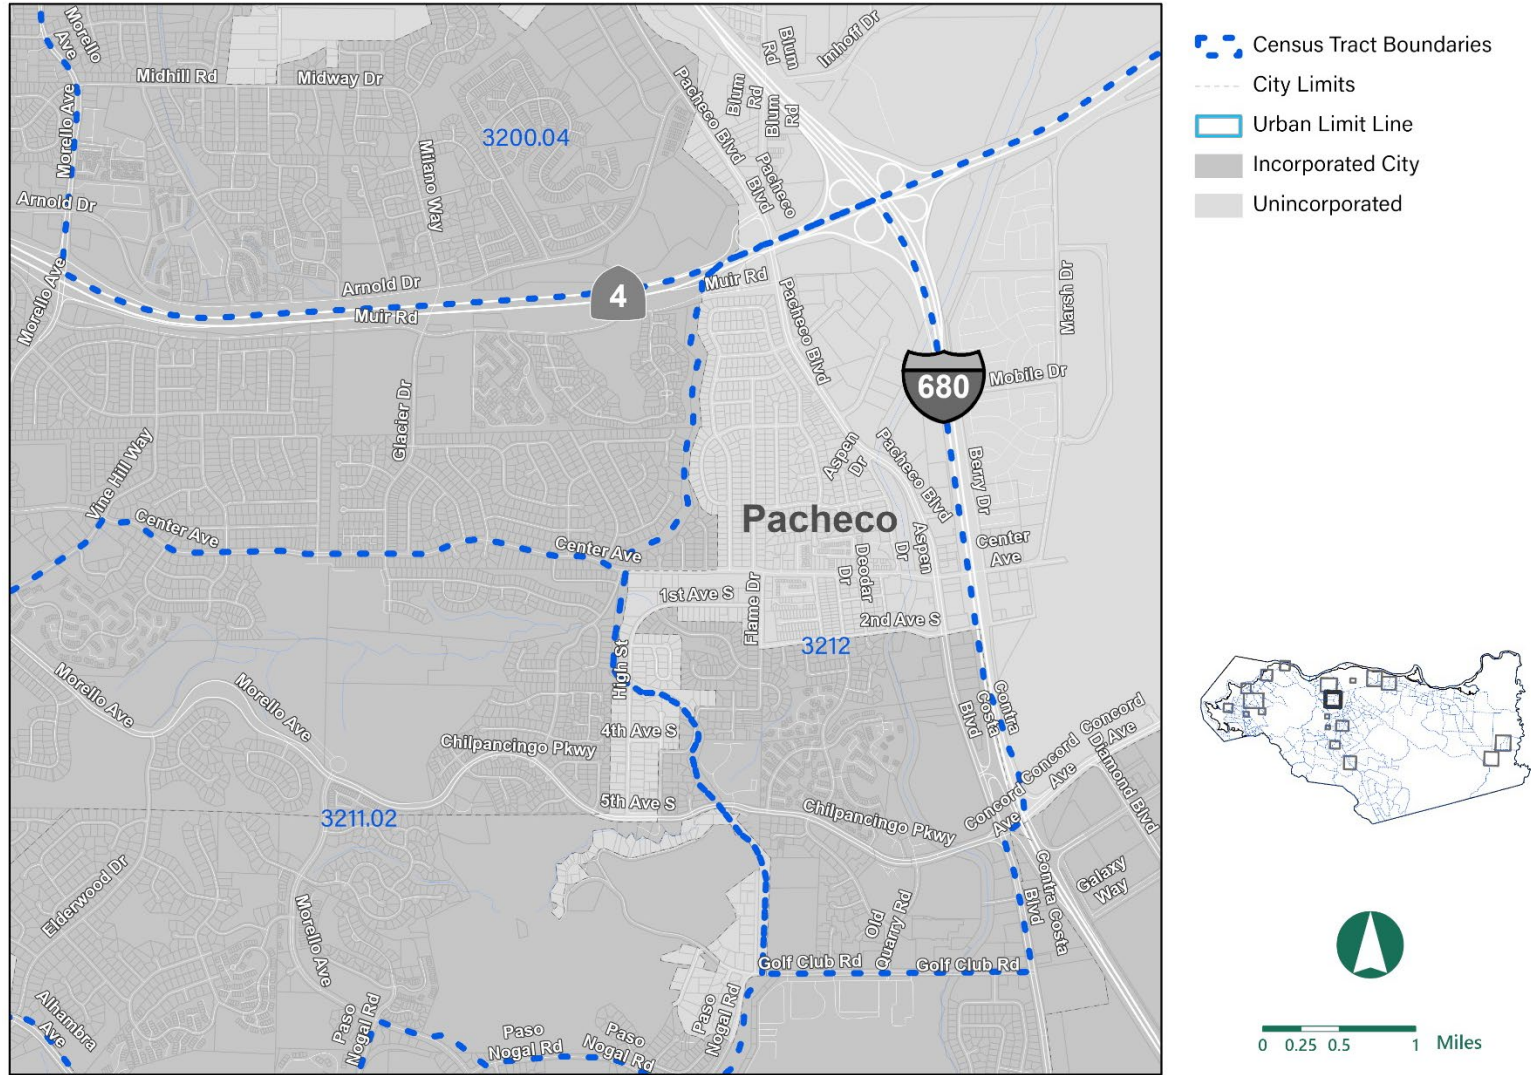 Morello
Ave
Midhill Rd
Midway Dr
Pacheco Blvd
Blum
Rd
Imhoff Dr
Blum
Rd
Blum
Rd
Morello Ave
3200.04
Milano Way
Pacheco
Blvd
Pacheco
Arnold Dr
Morello Ave
Arnold Dr
Muir Rd
4
Muir Rd
Pacheco Blvd
Marsh Dr
680
Mobile Dr
Glacier Dr
Vine Hill Way
Aspen
Dr
Pacheco Blvd
Berry Dr
Center Ave
Pacheco
Center Ave
Aspen
Dr
Center
Ave
Deodar
Dr
1st Ave S
Flame Dr
2nd Ave S
3212
High St
Morello Ave
Morello Ave
Contra
Costa
Blvd
4th Ave S
Chilpancingo Pkwy
Concord
Ave
Concord
Ave
Diamond Blvd
5th Ave S
Chilpancingo Pkwy
Concord
Ave
3211.02
Elderwood Dr
Galaxy
Way
Contra Costa
Blvd
Morello Ave
Old
Quarry Rd
Golf Club Rd
Golf Club Rd
Alhambra
Ave
Paso
Nogal Rd
Paso
Nogal Rd
Paso
Nogal Rd
Paso
Nogal Rd
Census Tract Boundaries
City Limits
Urban Limit Line
Incorporated City
Unincorporated
0 0.25 0.5 1 Miles